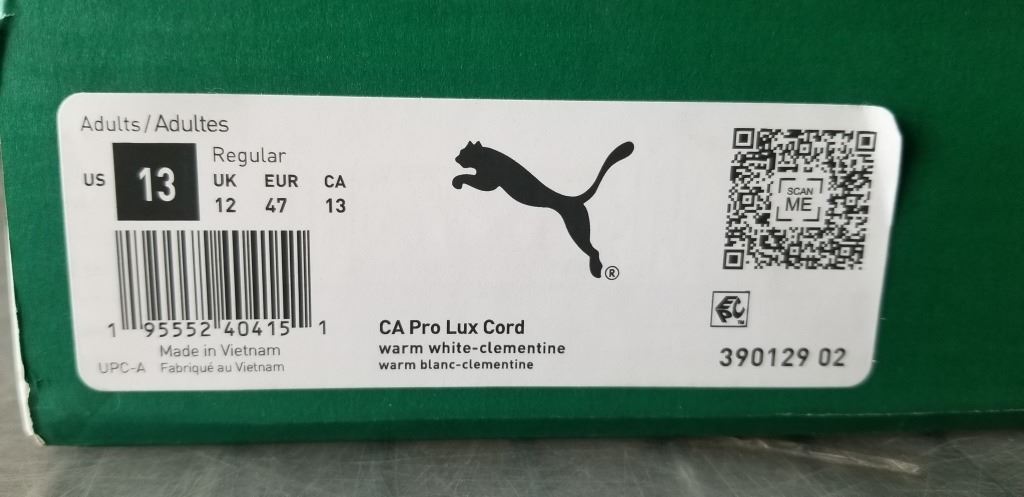 Adults/Adultes
US 13 Regular
UK EUR CA
12 47 13
1 95552 40415 1
Made in Vietnam
UPC-A Fabriqué au Vietnam
®
CA Pro Lux Cord
warm white-clementine
warm blanc-clementine
SCAN
ME
EPC™
390129 02